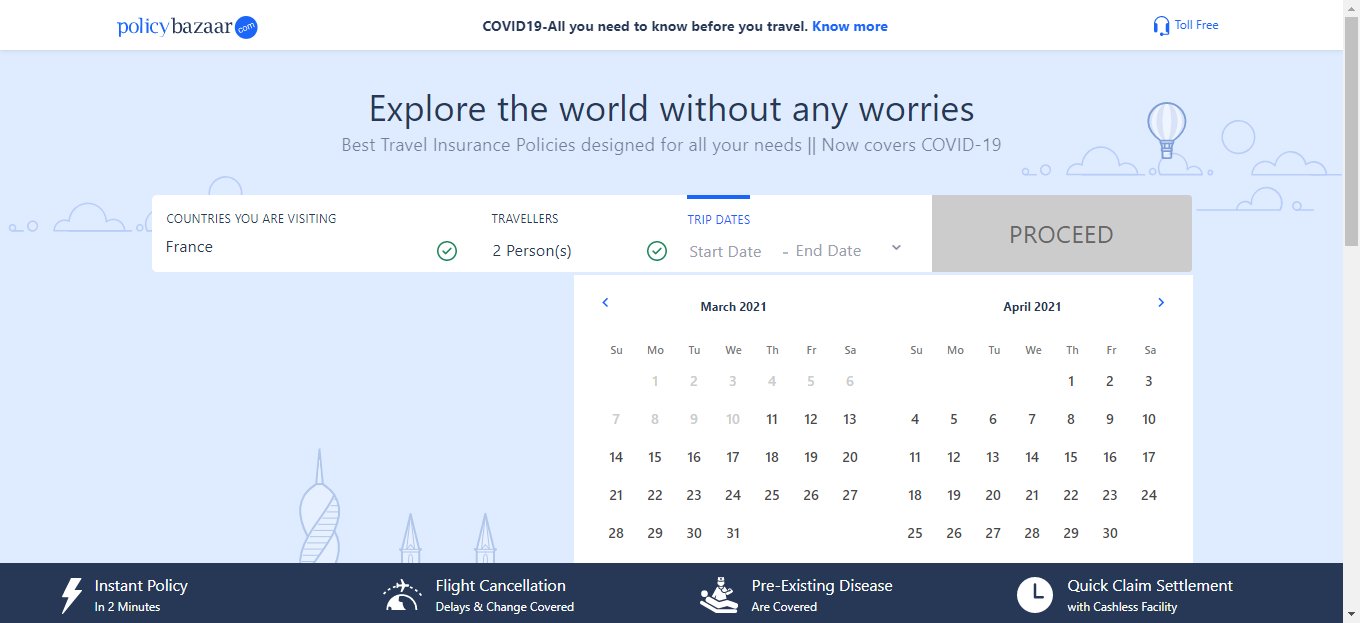 policybazaar.com
COVID19-All you need to know before you travel. Know more
Toll Free
Explore the world without any worries
Best Travel Insurance Policies designed for all your needs || Now covers COVID-19
COUNTRIES YOU ARE VISITING
France
TRAVELLERS
2 Person(s)
TRIP DATES
Start Date - End Date
PROCEED
March 2021
Su Mo Tu We Th Fr Sa
1 2 3 4 5 6
7 8 9 10 11 12 13
14 15 16 17 18 19 20
21 22 23 24 25 26 27
28 29 30 31
April 2021
Su Mo Tu We Th Fr Sa
1 2 3
4 5 6 7 8 9 10
11 12 13 14 15 16 17
18 19 20 21 22 23 24
25 26 27 28 29 30
Instant Policy
In 2 Minutes
Flight Cancellation
Delays & Change Covered
Pre-Existing Disease
Are Covered
Quick Claim Settlement
with Cashless Facility